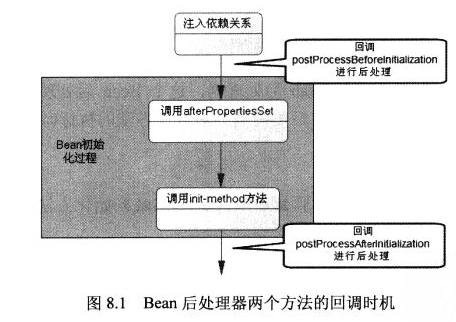 注入依赖关系
回调
postProcessBeforeInitialization
进行后处理
调用afterPropertiesSet
Bean初始
化过程
调用init-method方法
回调
postProcessAfterInitialization
进行后处理
图 8.1 Bean 后处理器两个方法的回调时机